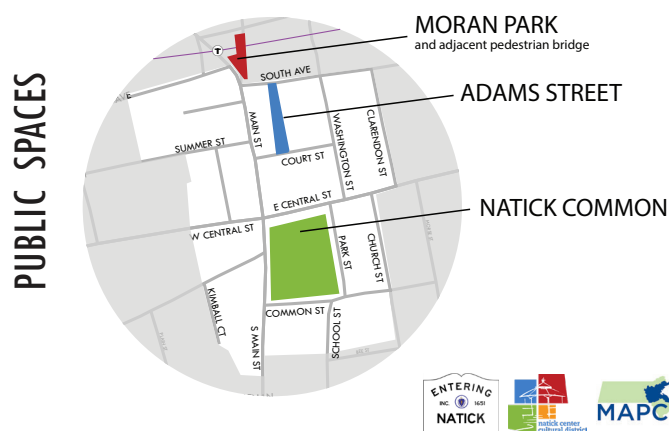 PUBLIC SPACES
MORAN PARK
and adjacent pedestrian bridge
ADAMS STREET
NATICK COMMON
T
SOUTH AVE
AVE
MAIN ST
SUMMER ST
COURT ST
WASHINGTON ST
CLARENDON ST
E CENTRAL ST
W CENTRAL ST
PARK ST
CHURCH ST
KIMBALL CT
COMMON ST
S MAIN ST
SCHOOL ST
ENTERING
INC. 1651
NATICK
natick center
cultural district
MAPC